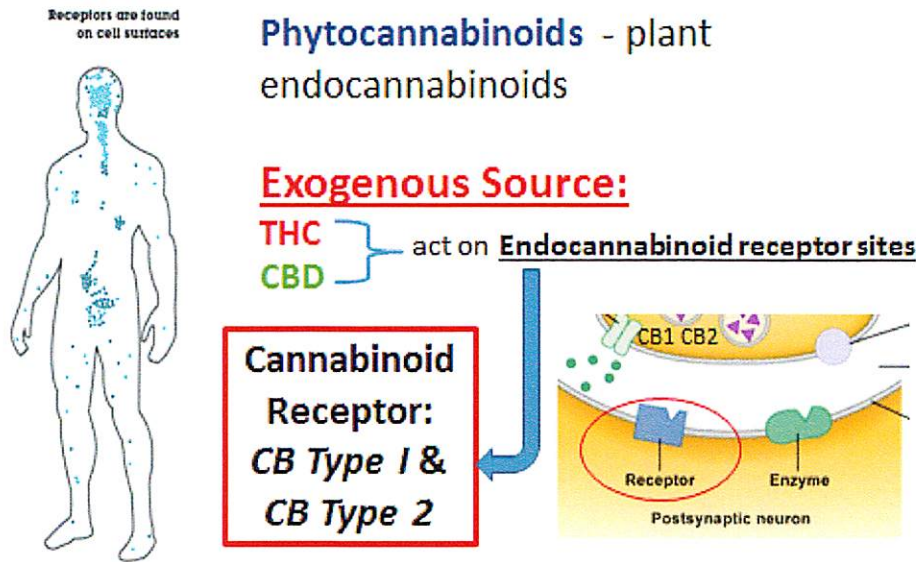 Receptors are found
on cell surfaces
Phytocannabinoids - plant
endocannabinoids
Exogenous Source:
THC
CBD
act on Endocannabinoid receptor sites
Cannabinoid
Receptor:
CB Type I &
CB Type 2
CB1 CB2
Receptor
Enzyme
Postsynaptic neuron